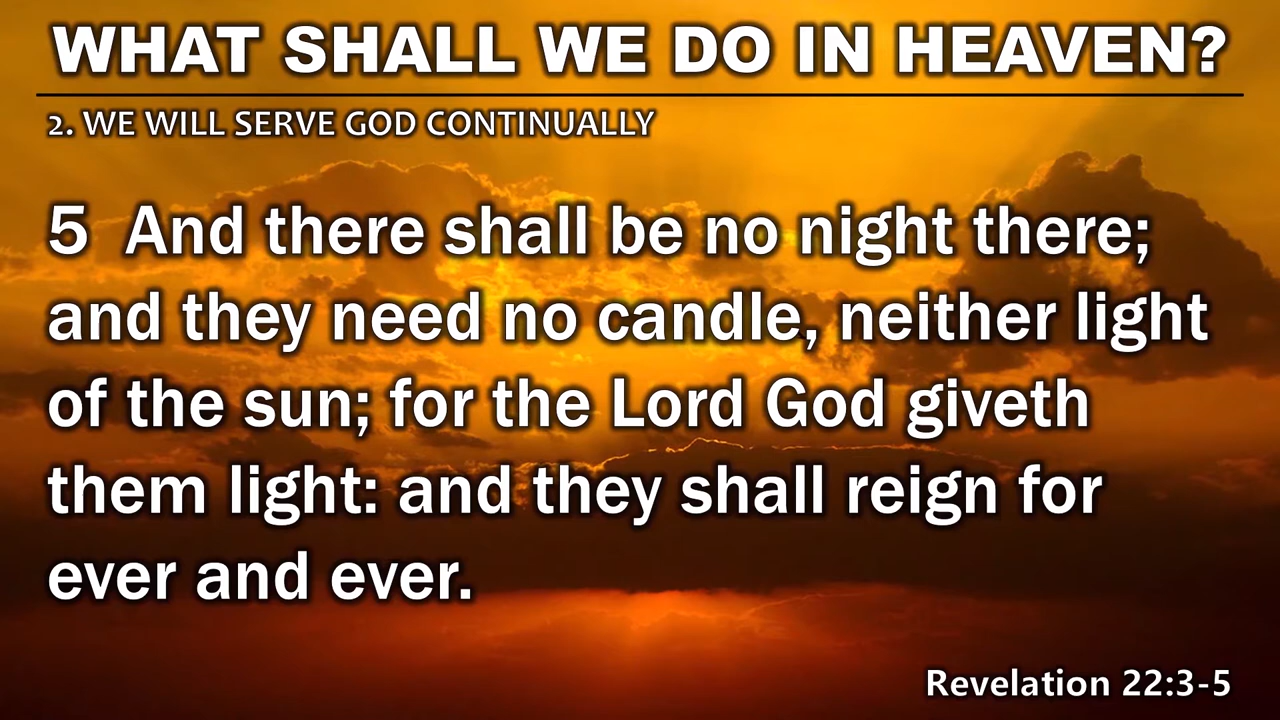 WHAT SHALL WE DO IN HEAVEN?
2. WE WILL SERVE GOD CONTINUALLY
5  And there shall be no night there;
and they need no candle, neither light
of the sun; for the Lord God giveth
them light: and they shall reign for
ever and ever.
Revelation 22:3-5